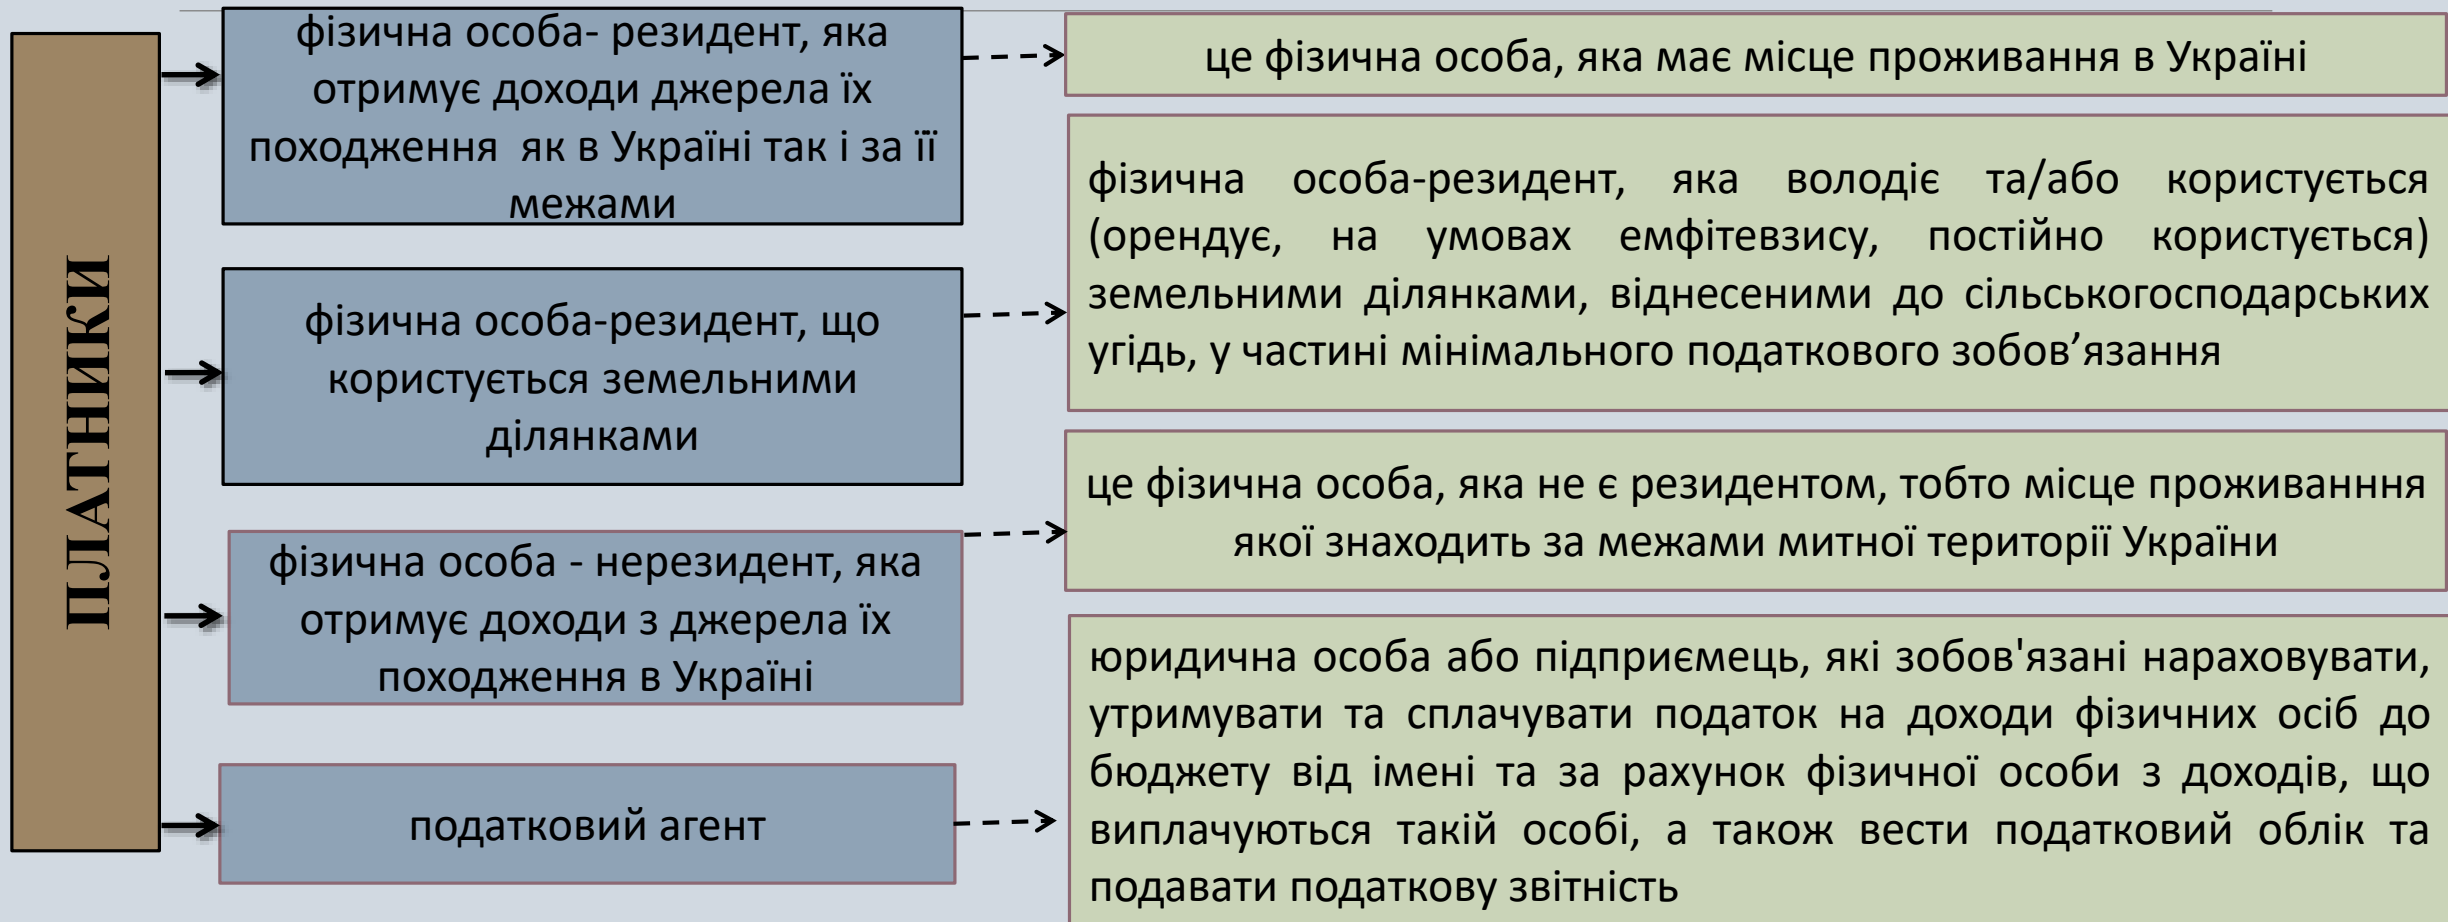 ПЛАТНИКИ
фізична особа- резидент, яка
отримує доходи джерела їх
походження як в Україні так і за її
межами
це фізична особа, яка має місце проживання в Україні
фізична особа-резидент, що
користується земельними
ділянками
фізична особа-резидент, яка володіє та/або користується
(орендує, на умовах емфітевзису, постійно користується)
земельними ділянками, віднесеними до сільськогосподарських
угідь, у частині мінімального податкового зобов’язання
фізична особа - нерезидент, яка
отримує доходи з джерела їх
походження в Україні
це фізична особа, яка не є резидентом, тобто місце проживанння
якої знаходить за межами митної території України
податковий агент
юридична особа або підприємець, які зобов'язані нараховувати,
утримувати та сплачувати податок на доходи фізичних осіб до
бюджету від імені та за рахунок фізичної особи з доходів, що
виплачуються такій особі, а також вести податковий облік та
подавати податкову звітність